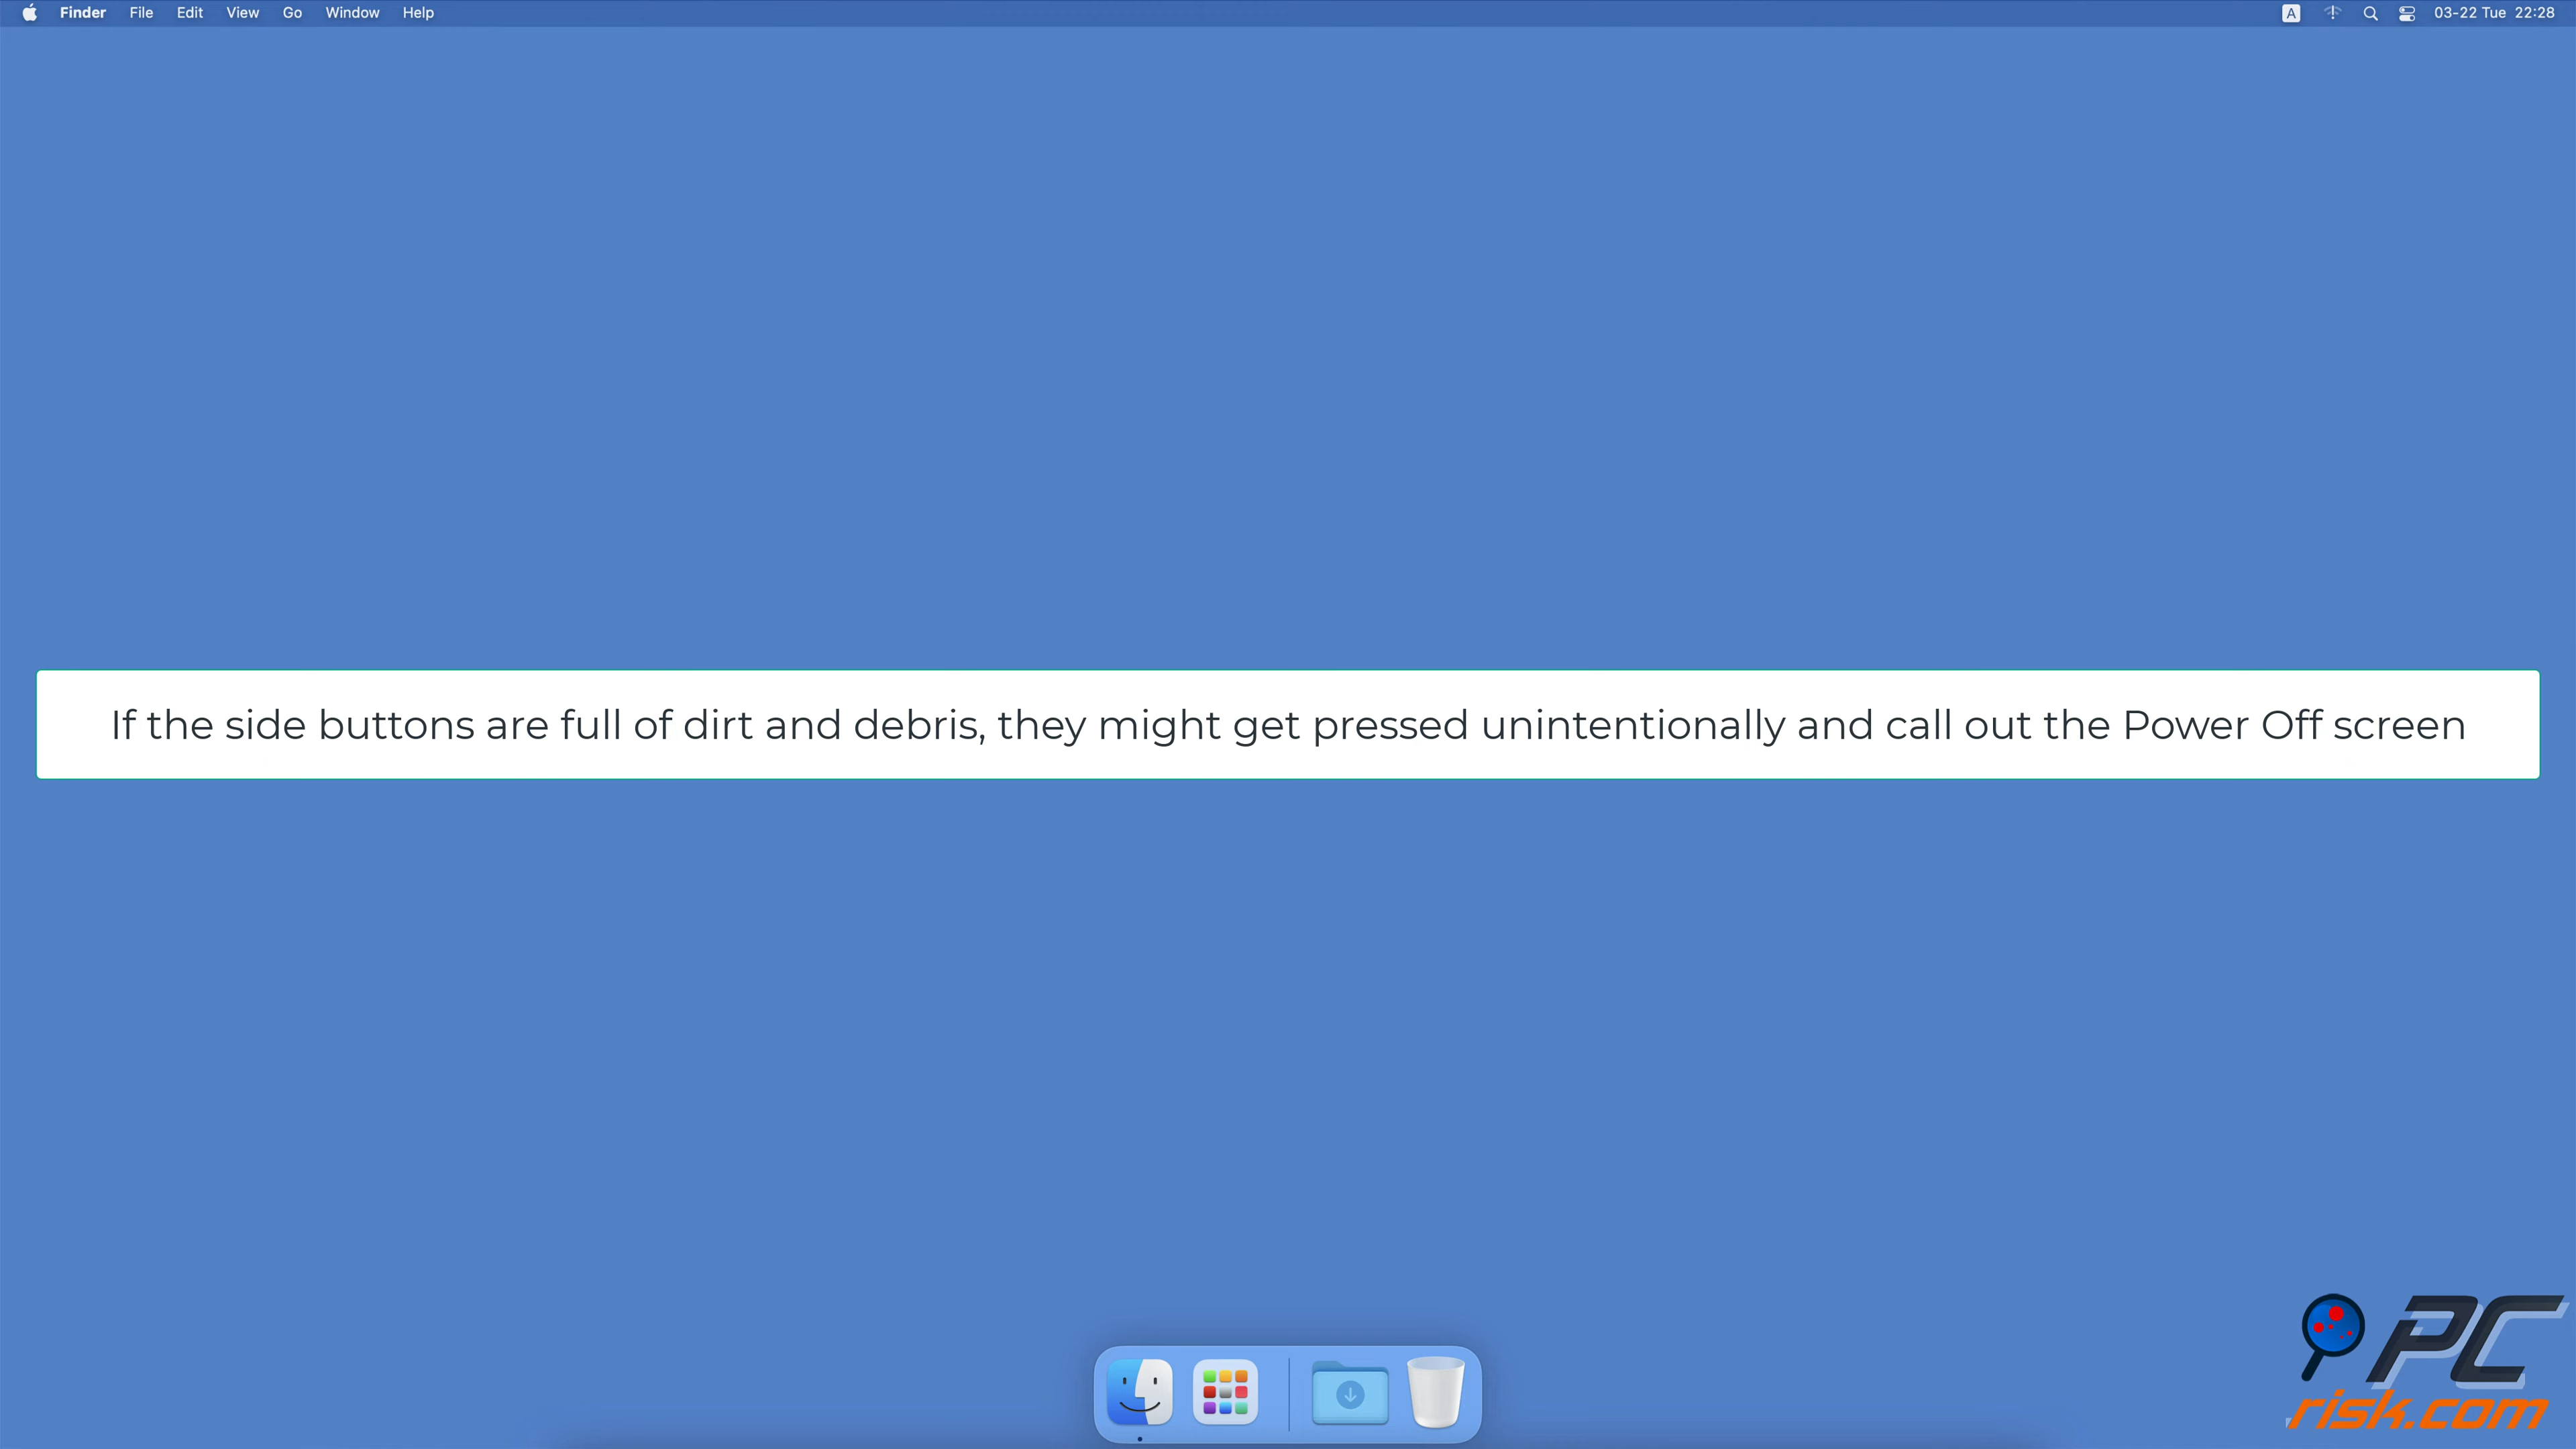 Finder File Edit View Go Window Help A 03-22 Tue 22:28
If the side buttons are full of dirt and debris, they might get pressed unintentionally and call out the Power Off screen
PC
risk.com